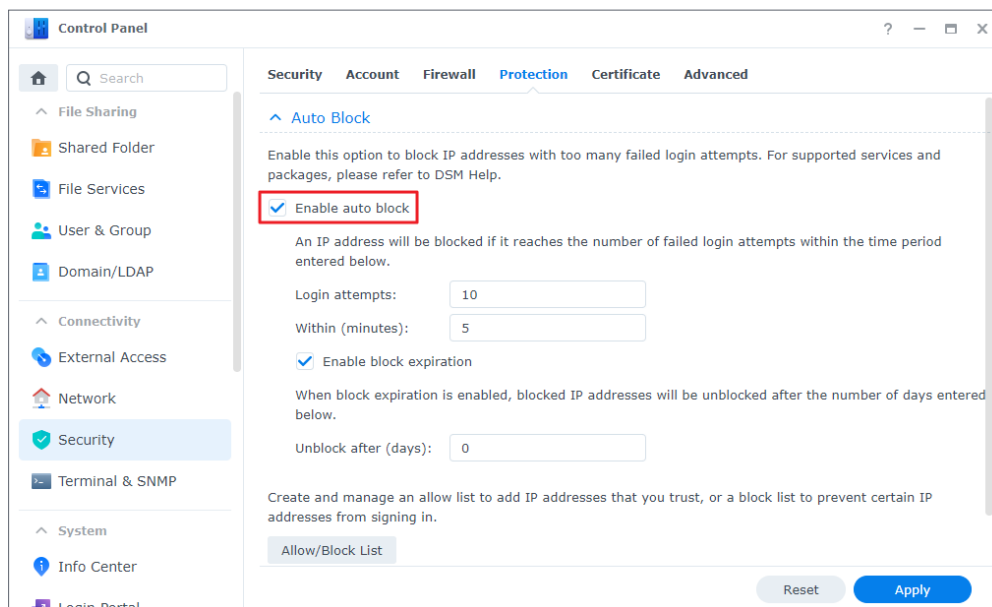 Control Panel
Search
File Sharing
Shared Folder
File Services
User & Group
Domain/LDAP
Connectivity
External Access
Network
Security
Terminal & SNMP
System
Info Center
Login Portal
Security Account Firewall Protection Certificate Advanced
Auto Block
Enable this option to block IP addresses with too many failed login attempts. For supported services and
packages, please refer to DSM Help.
Enable auto block
An IP address will be blocked if it reaches the number of failed login attempts within the time period
entered below.
Login attempts: 10
Within (minutes): 5
Enable block expiration
When block expiration is enabled, blocked IP addresses will be unblocked after the number of days entered
below.
Unblock after (days): 0
Create and manage an allow list to add IP addresses that you trust, or a block list to prevent certain IP
addresses from signing in.
Allow/Block List
Reset Apply